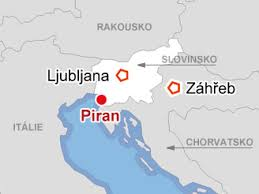 RAKOUSKO
SLOVINSKO
Ljubljana
Záhřeb
Piran
ITÁLIE
CHORVATSKO